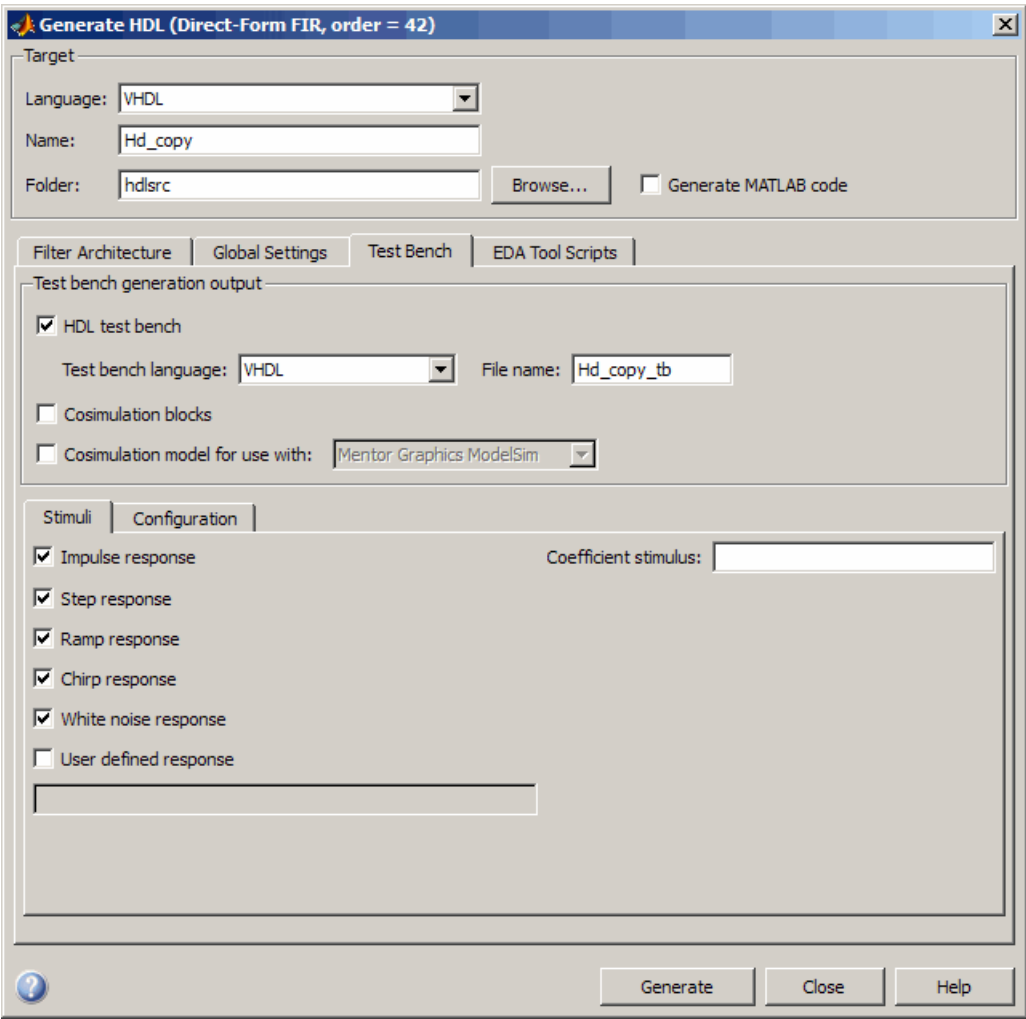 Generate HDL (Direct-Form FIR, order = 42)
Target
Language: VHDL
Name: Hd_copy
Folder: hdlsrc Browse... Generate MATLAB code
Filter Architecture Global Settings Test Bench EDA Tool Scripts
Test bench generation output
HDL test bench
Test bench language: VHDL File name: Hd_copy_tb
Cosimulation blocks
Cosimulation model for use with: Mentor Graphics ModelSim
Stimuli Configuration
Impulse response Coefficient stimulus:
Step response
Ramp response
Chirp response
White noise response
User defined response
? Generate Close Help